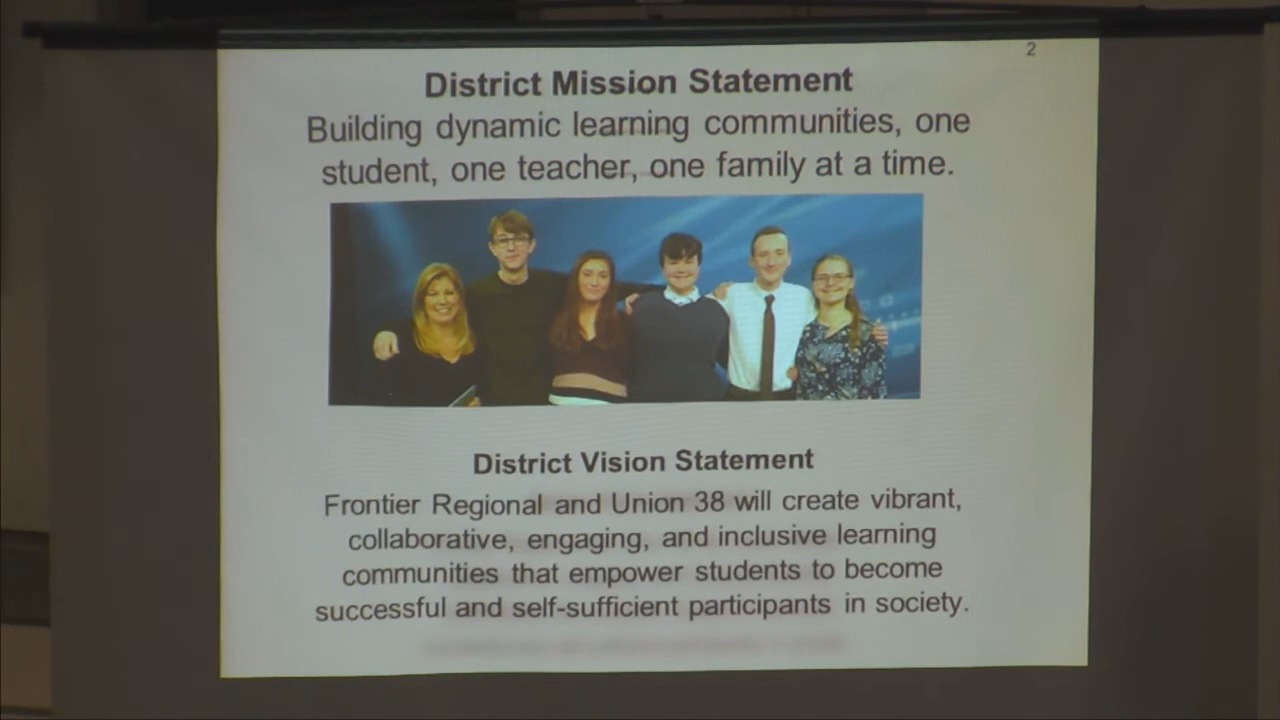 2
District Mission Statement
Building dynamic learning communities, one
student, one teacher, one family at a time.
District Vision Statement
Frontier Regional and Union 38 will create vibrant,
collaborative, engaging, and inclusive learning
communities that empower students to become
successful and self-sufficient participants in society.